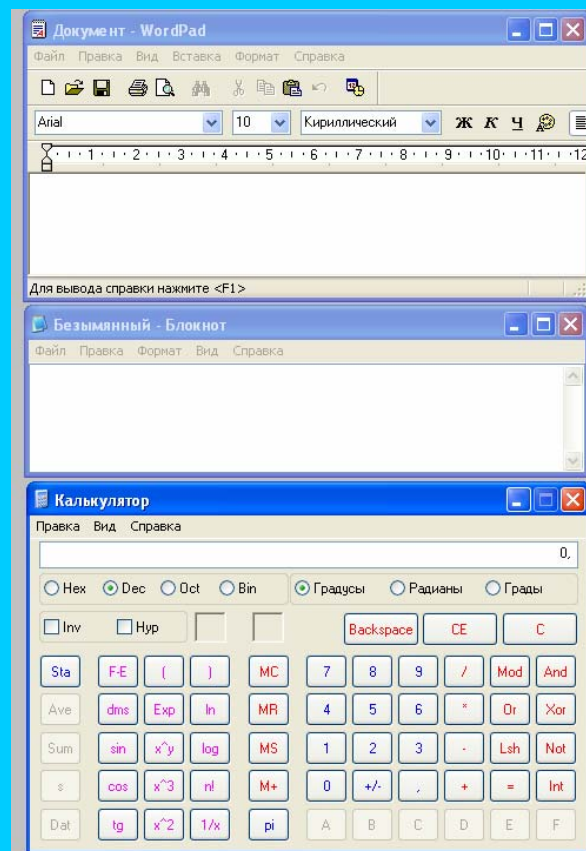 Документ - WordPad
Файл Правка Вид Вставка Формат Справка
Arial 10 Кириллический Ж К Ч
1 2 3 4 5 6 7 8 9 10 11 12
Для вывода справки нажмите <F1>
Безымянный - Блокнот
Файл Правка Формат Вид Справка
Калькулятор
Правка Вид Справка
0,
Hex Dec Oct Bin Градусы Радианы Грады
Inv Hyp Backspace CE C
Sta F-E ( ) MC 7 8 9 / Mod And
Ave dms Exp ln MR 4 5 6 * Or Xor
Sum sin x^y log MS 1 2 3 - Lsh Not
s cos x^3 n! M+ 0 +/- , + = Int
Dat tg x^2 1/x pi A B C D E F